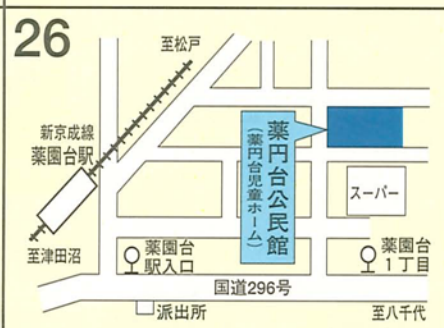 26
至松戸
新京成線
薬園台駅
薬円台公民館
（薬円台児童ホーム）
スーパー
至津田沼
薬園台
駅入口
薬園台
1丁目
国道296号
派出所
至八千代